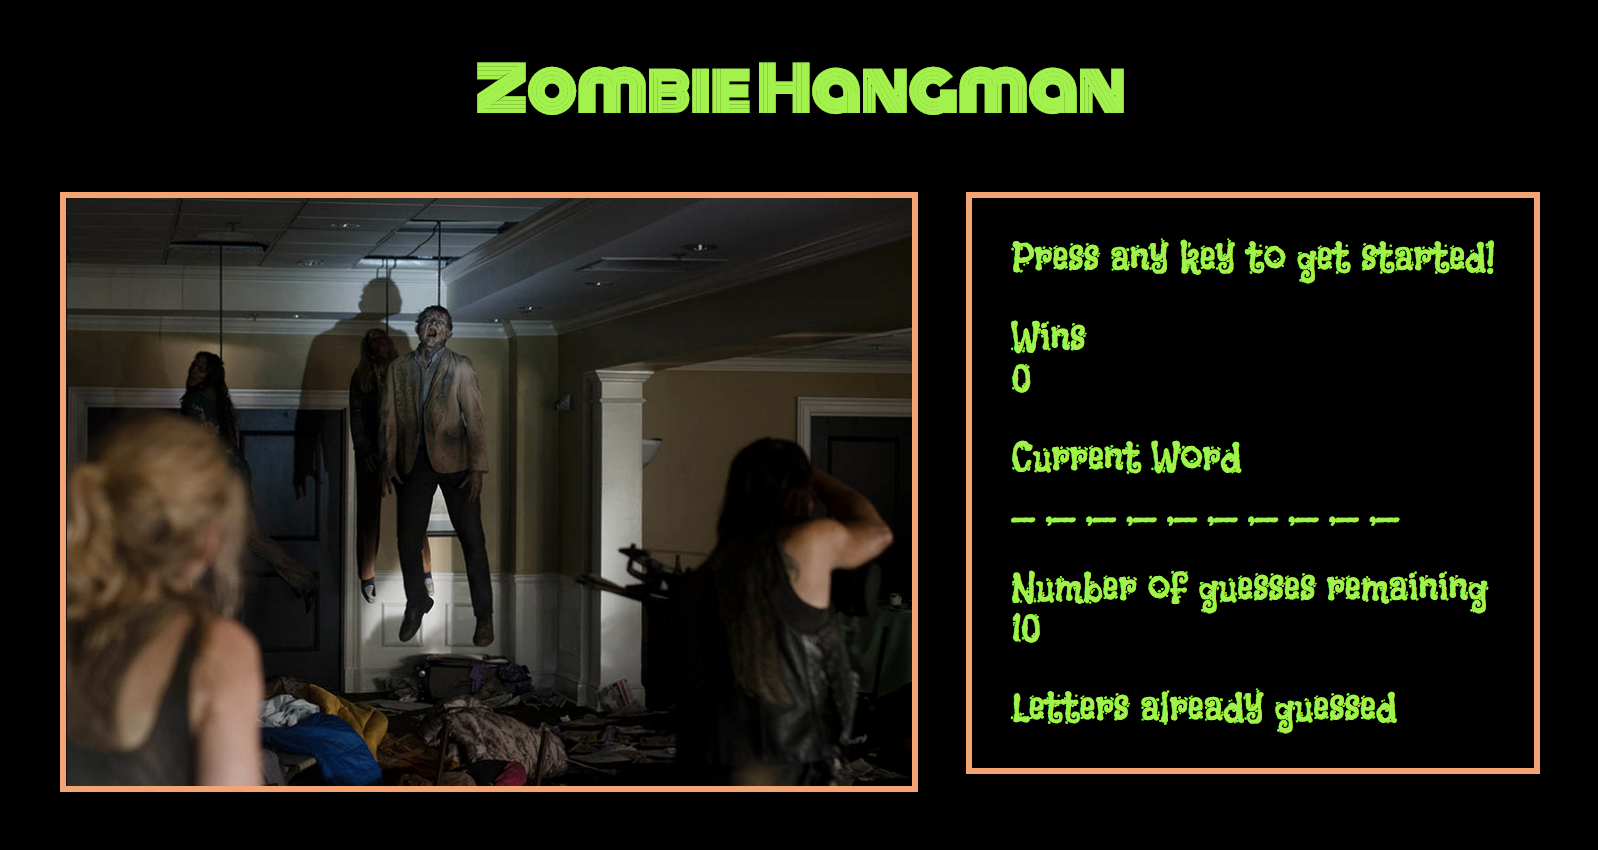 Zombie Hangman
Press any key to get started!
Wins
0
Current Word
_ _ _ _ _ _ _ _ _ _
Number of guesses remaining
10
Letters already guessed